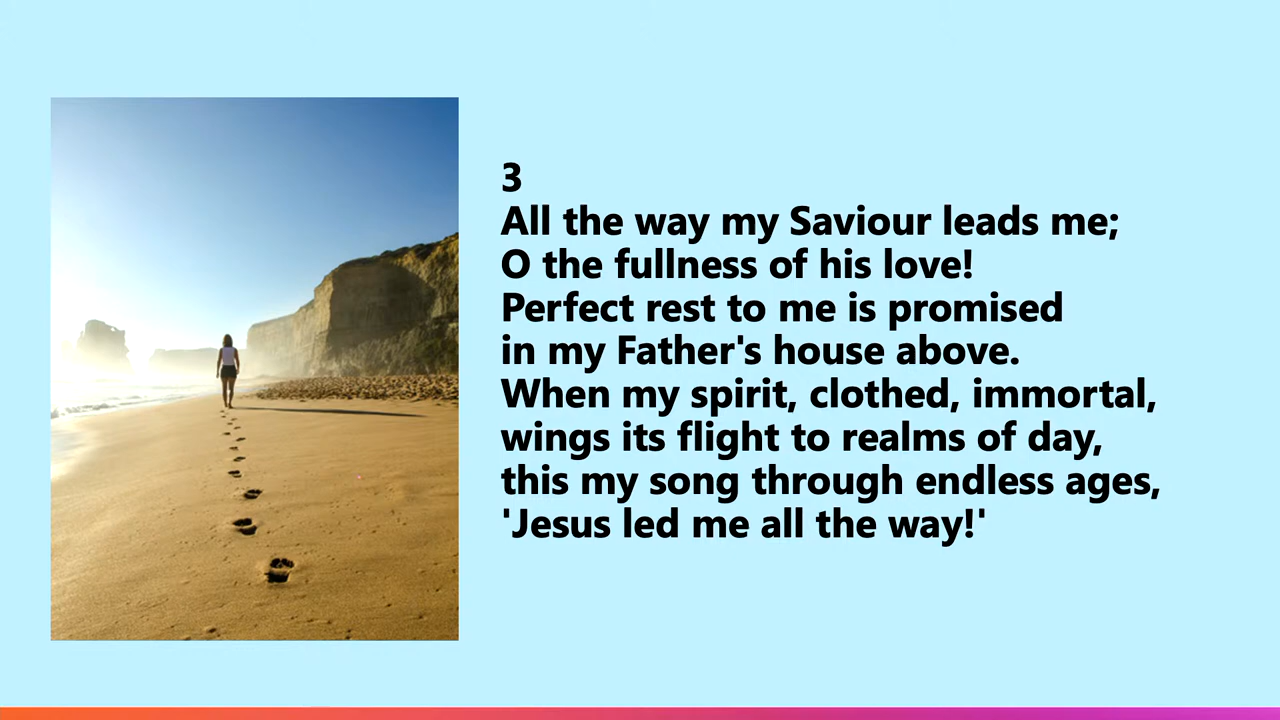 3
All the way my Saviour leads me;
O the fullness of his love!
Perfect rest to me is promised
in my Father's house above.
When my spirit, clothed, immortal,
wings its flight to realms of day,
this my song through endless ages,
'Jesus led me all the way!'